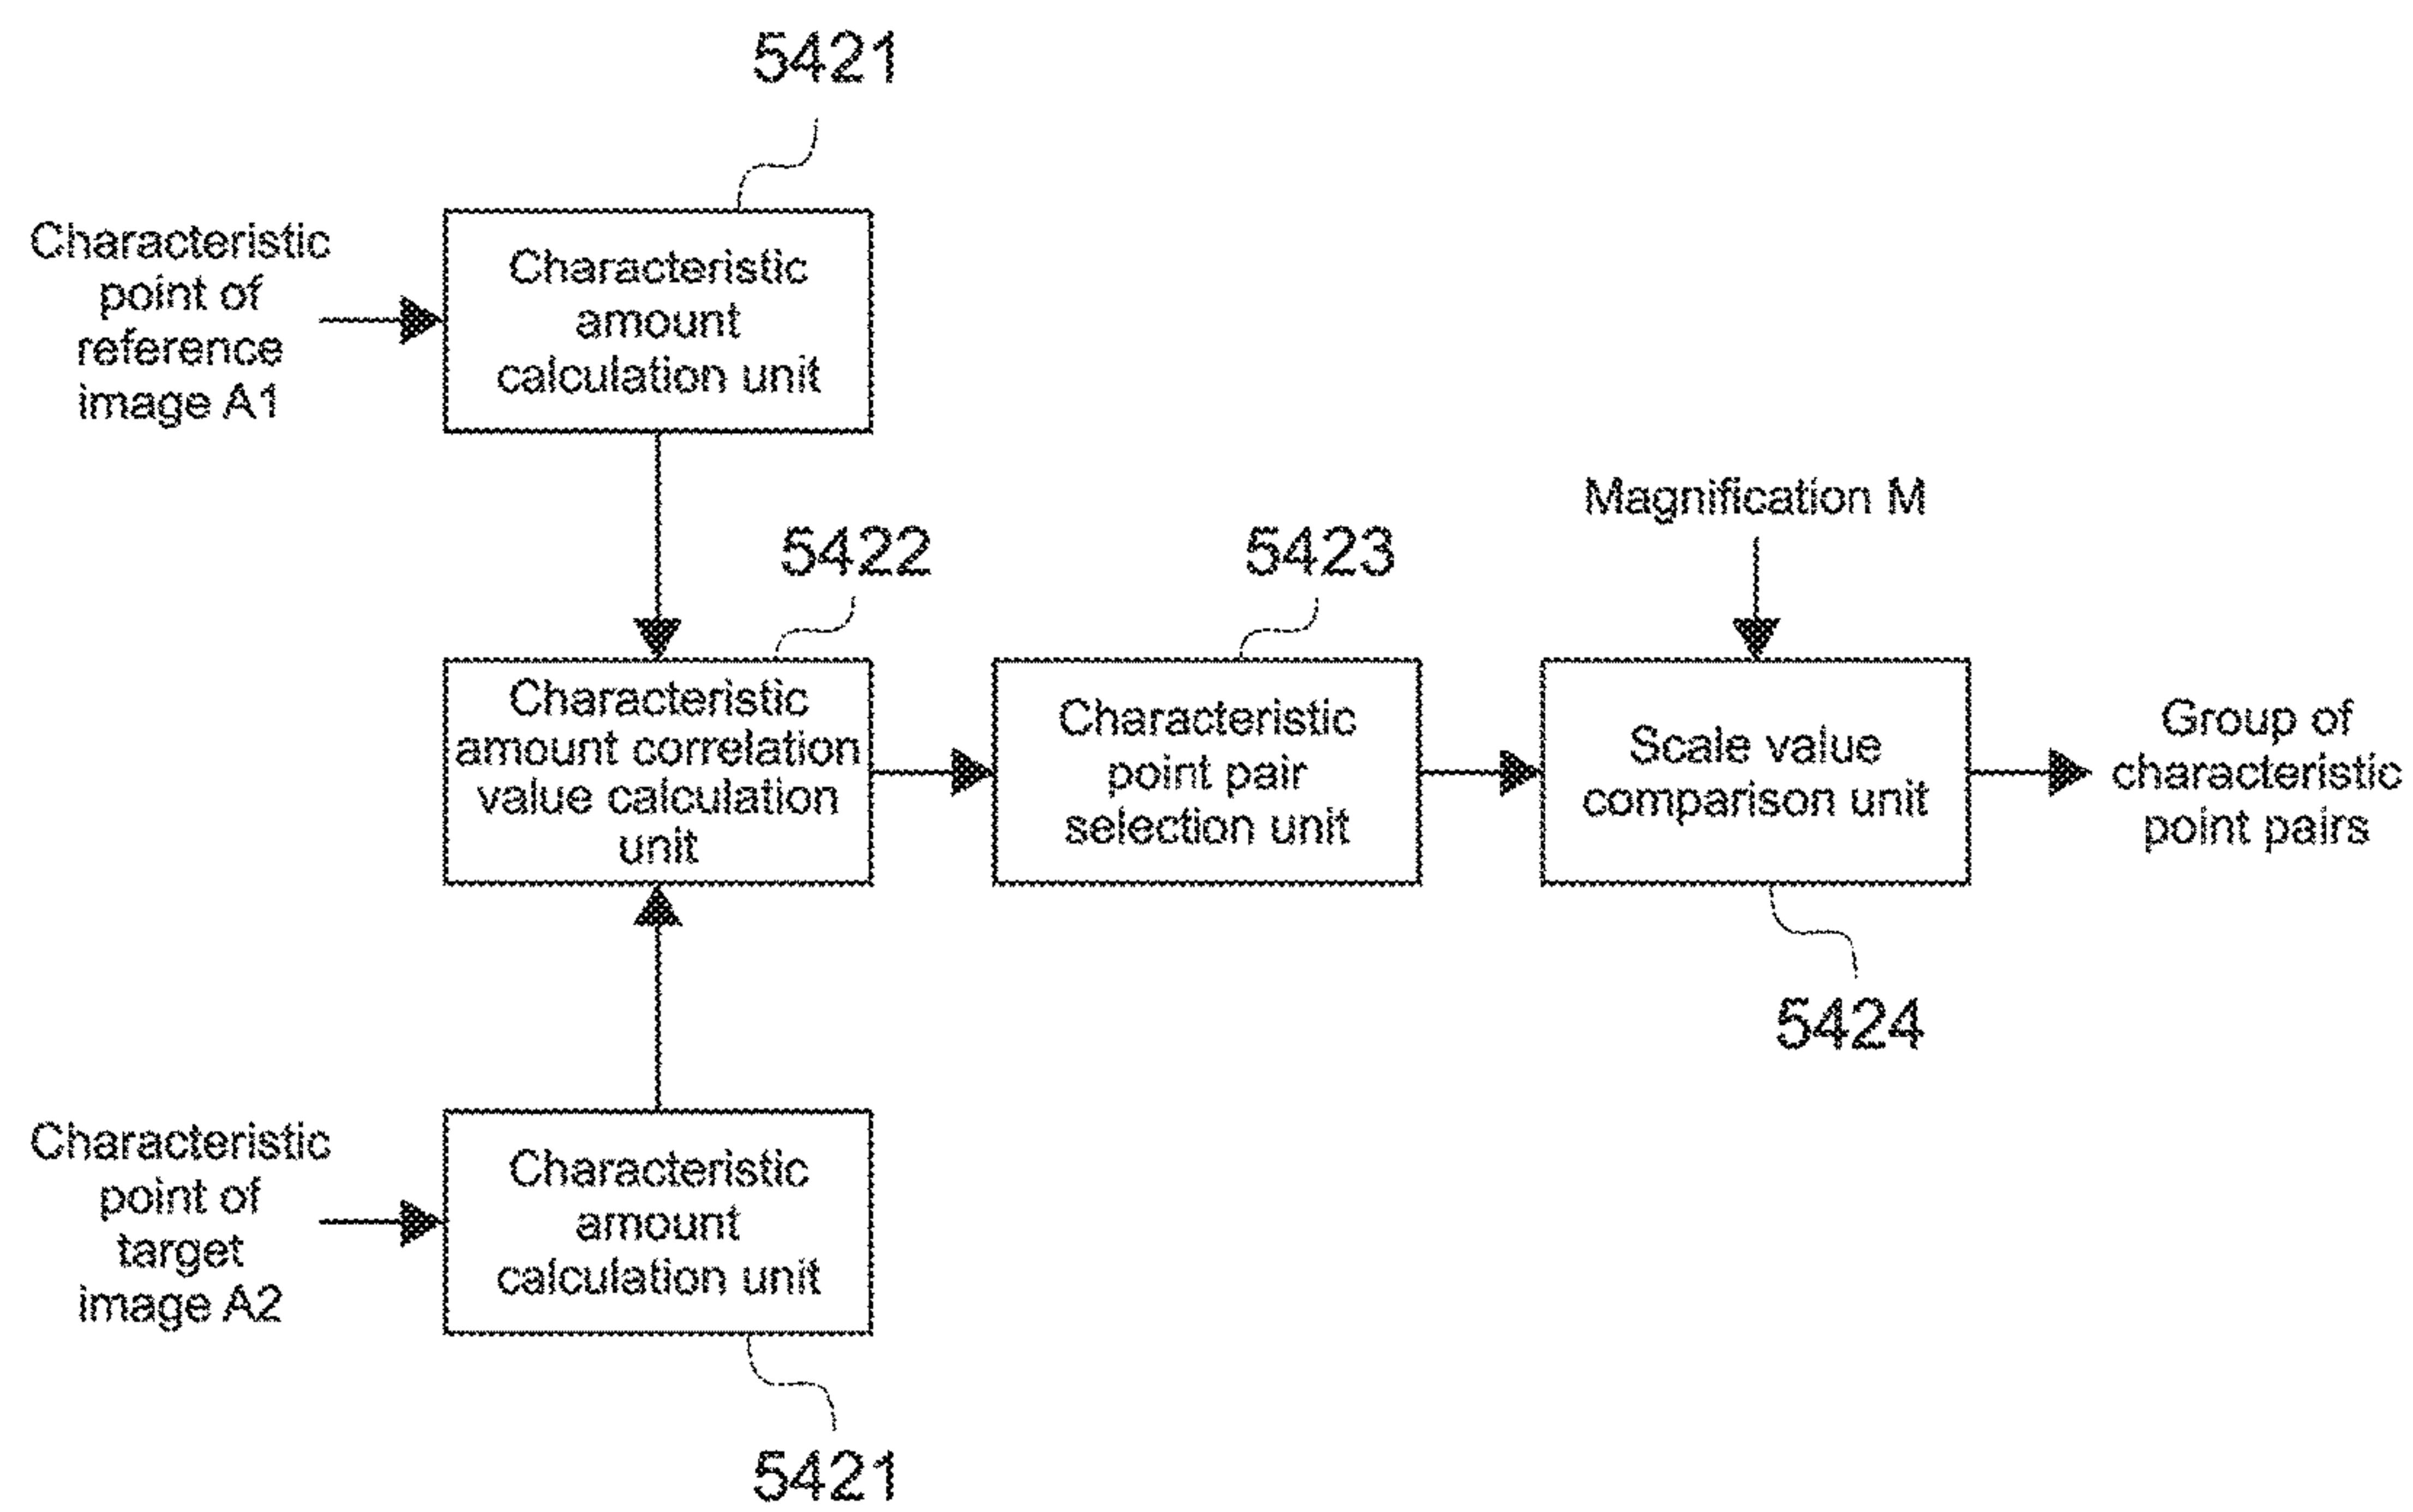 5421
Characteristic
point of
reference
image A1
Characteristic
amount
calculation unit
5422
5423
Magnification M
Characteristic
amount correlation
value calculation
unit
Characteristic
point pair
selection unit
Scale value
comparison unit
Group of
characteristic
point pairs
5424
Characteristic
point of
target
image A2
Characteristic
amount
calculation unit
5421